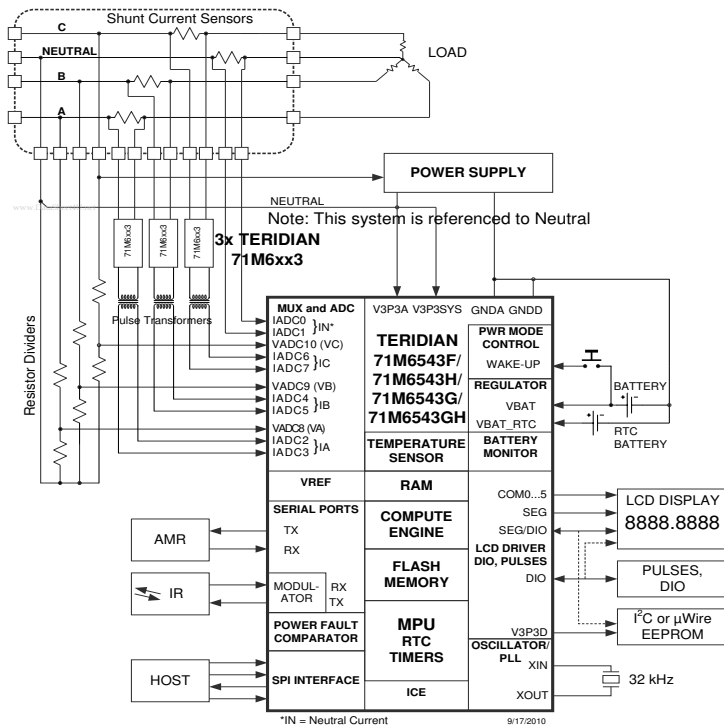 Shunt Current Sensors
C
NEUTRAL
B
A
LOAD
POWER SUPPLY
NEUTRAL
Note: This system is referenced to Neutral
71M6xx3
71M6xx3
71M6xx3
3x TERIDIAN
71M6xx3
Pulse Transformers
Resistor Dividers
MUX and ADC
IADC0
IADC1
}IN*
VADC10 (VC)
IADC6
IADC7
}IC
VADC9 (VB)
IADC4
IADC5
}IB
VADC8 (VA)
IADC2
IADC3
}IA
V3P3A V3P3SYS
GNDA GNDD
TERIDIAN
71M6543F/
71M6543H/
71M6543G/
71M6543GH
PWR MODE
CONTROL
WAKE-UP
REGULATOR
VBAT
VBAT_RTC
BATTERY
MONITOR
BATTERY
RTC
BATTERY
TEMPERATURE
SENSOR
VREF
RAM
SERIAL PORTS
TX
RX
AMR
COMPUTE
ENGINE
FLASH
MEMORY
MODUL-
ATOR
RX
TX
IR
POWER FAULT
COMPARATOR
MPU
RTC
TIMERS
SPI INTERFACE
HOST
ICE
COM0...5
SEG
SEG/DIO
LCD DRIVER
DIO, PULSES
DIO
V3P3D
OSCILLATOR/
PLL
XIN
XOUT
LCD DISPLAY
8888.8888
PULSES,
DIO
I²C or µWire
EEPROM
32 kHz
*IN = Neutral Current
9/17/2010